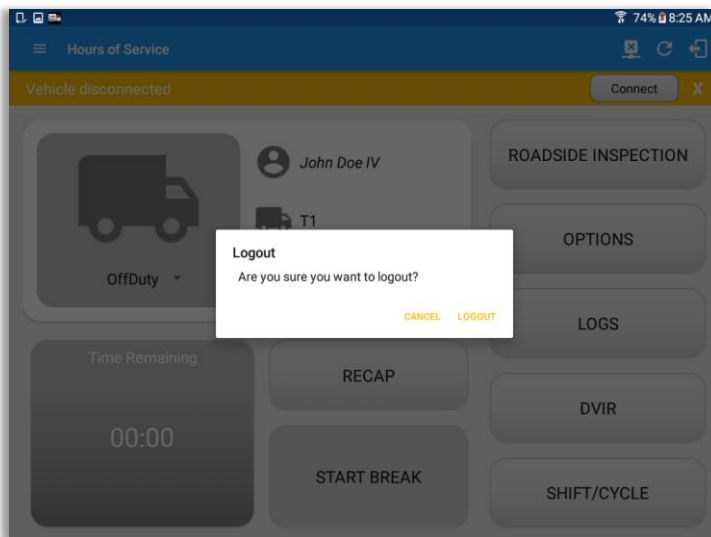 74% 8:25 AM
Hours of Service
Vehicle disconnected
Connect
X
John Doe IV
T1
OffDuty
ROADSIDE INSPECTION
OPTIONS
LOGS
DVIR
SHIFT/CYCLE
Logout
Are you sure you want to logout?
CANCEL LOGOUT
Time Remaining
00:00
RECAP
START BREAK